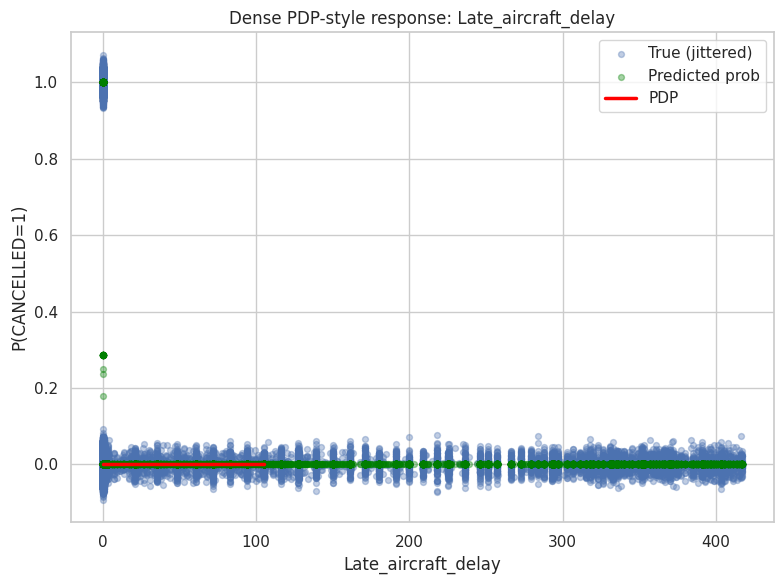 Dense PDP-style response: Late_aircraft_delay
True (jittered)
Predicted prob
PDP
P(CANCELLED=1)
1.0
0.8
0.6
0.4
0.2
0.0
0
100
200
300
400
Late_aircraft_delay